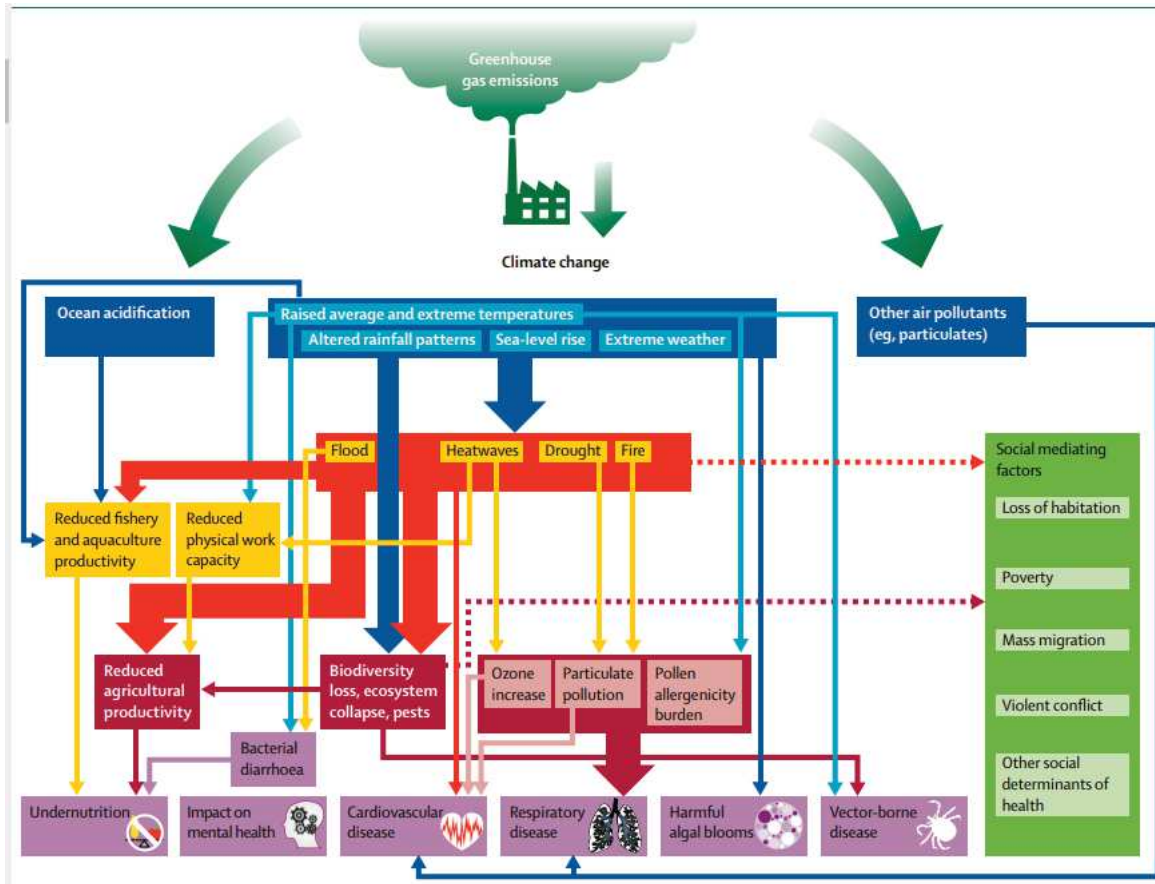 Greenhouse
gas emissions
Climate change
Ocean acidification
Raised average and extreme temperatures
Altered rainfall patterns
Sea-level rise
Extreme weather
Other air pollutants
(eg, particulates)
Flood
Heatwaves
Drought
Fire
Social mediating
factors
Loss of habitation
Poverty
Mass migration
Violent conflict
Other social
determinants of
health
Reduced fishery
and aquaculture
productivity
Reduced
physical work
capacity
Reduced
agricultural
productivity
Biodiversity
loss, ecosystem
collapse, pests
Ozone
increase
Particulate
pollution
Pollen
allergenicity
burden
Bacterial
diarrhoea
Undernutrition
Impact on
mental health
Cardiovascular
disease
Respiratory
disease
Harmful
algal blooms
Vector-borne
disease